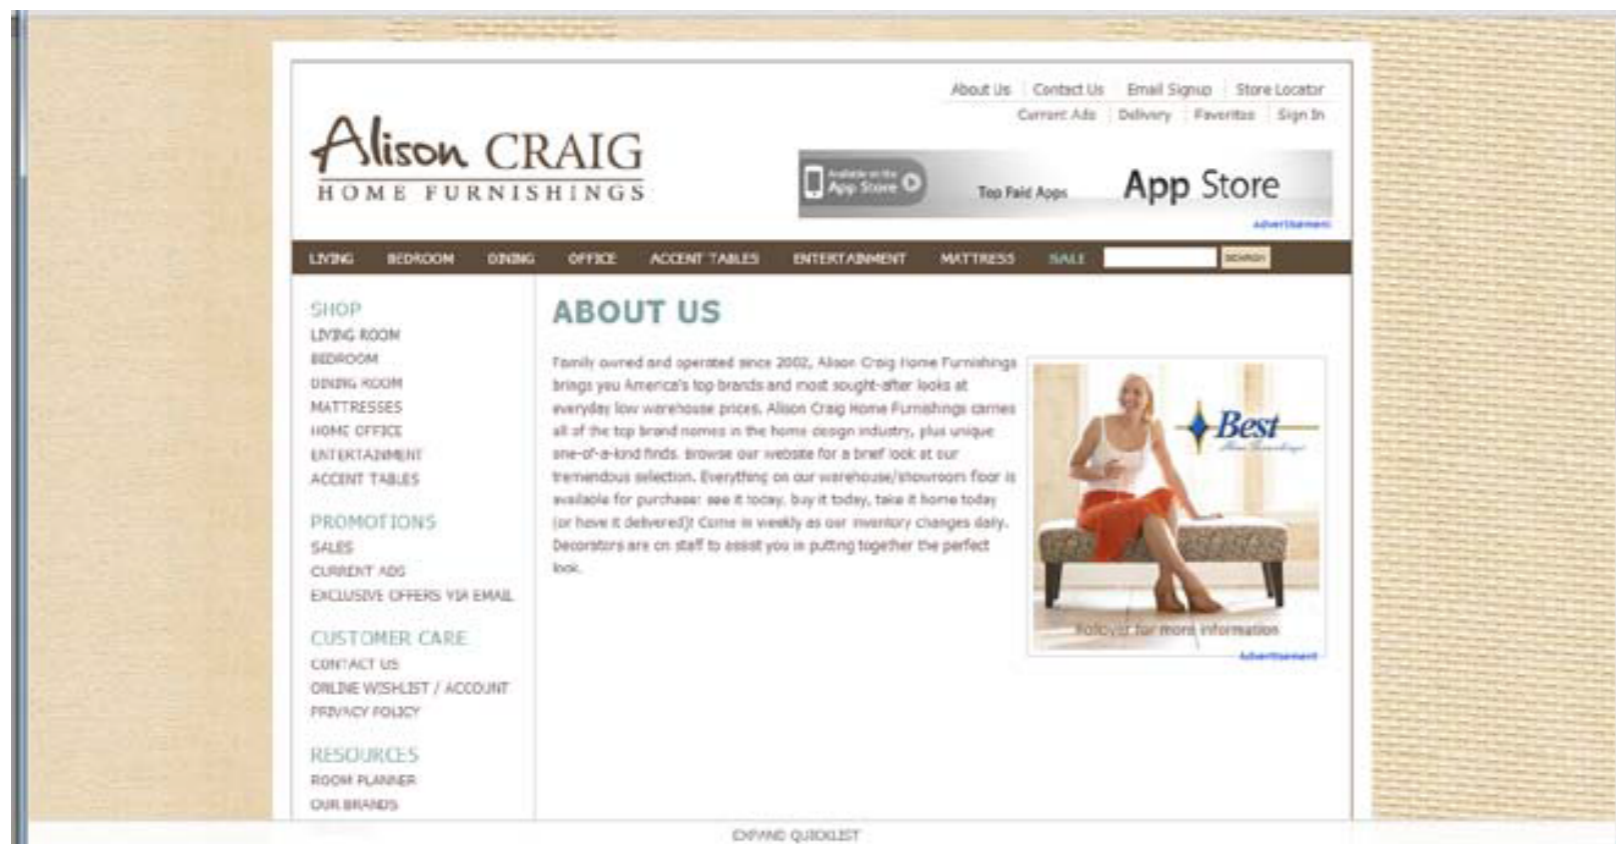 About Us Contact Us Email Signup Store Locator
Current Ads Delivery Favorites Sign In
Alison CRAIG
HOME FURNISHINGS
Available on the
App Store
Top Paid Apps
App Store
Advertisement
LIVING BEDROOM DINING OFFICE ACCENT TABLES ENTERTAINMENT MATTRESS SALE SEARCH
SHOP
LIVING ROOM
BEDROOM
DINING ROOM
MATTRESSES
HOME OFFICE
ENTERTAINMENT
ACCENT TABLES
PROMOTIONS
SALES
CURRENT ADS
EXCLUSIVE OFFERS VIA EMAIL
CUSTOMER CARE
CONTACT US
ONLINE WISHLIST / ACCOUNT
PRIVACY POLICY
RESOURCES
ROOM PLANNER
OUR BRANDS
ABOUT US
Family owned and operated since 2002, Alison Craig Home Furnishings
brings you America's top brands and most sought-after looks at
everyday low warehouse prices. Alison Craig Home Furnishings carries
all of the top brand names in the home design industry, plus unique
one-of-a-kind finds. Browse our website for a brief look at our
tremendous selection. Everything on our warehouse/showroom floor is
available for purchase: see it today, buy it today, take it home today
(or have it delivered)! Come in weekly as our inventory changes daily.
Decorators are on staff to assist you in putting together the perfect
look.
Best
Home Furnishings
Rollover for more information
Advertisement
EXPAND QUICKLIST